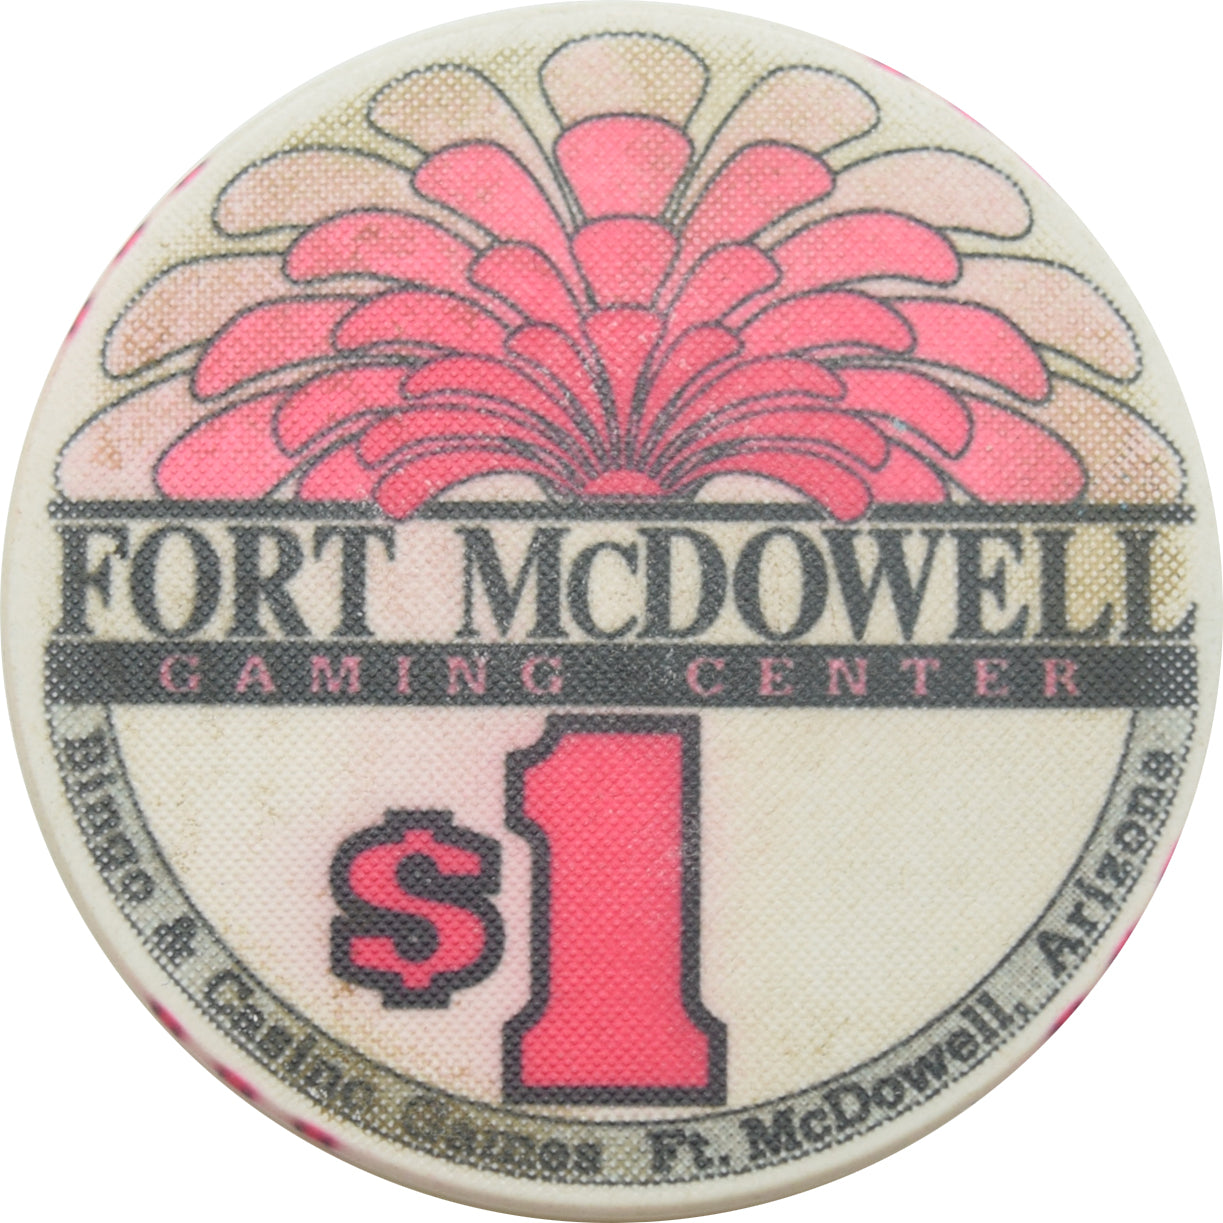 FORT McDOWELL
GAMING CENTER
$1
Bingo & Casino Games Ft. McDowell, Arizona